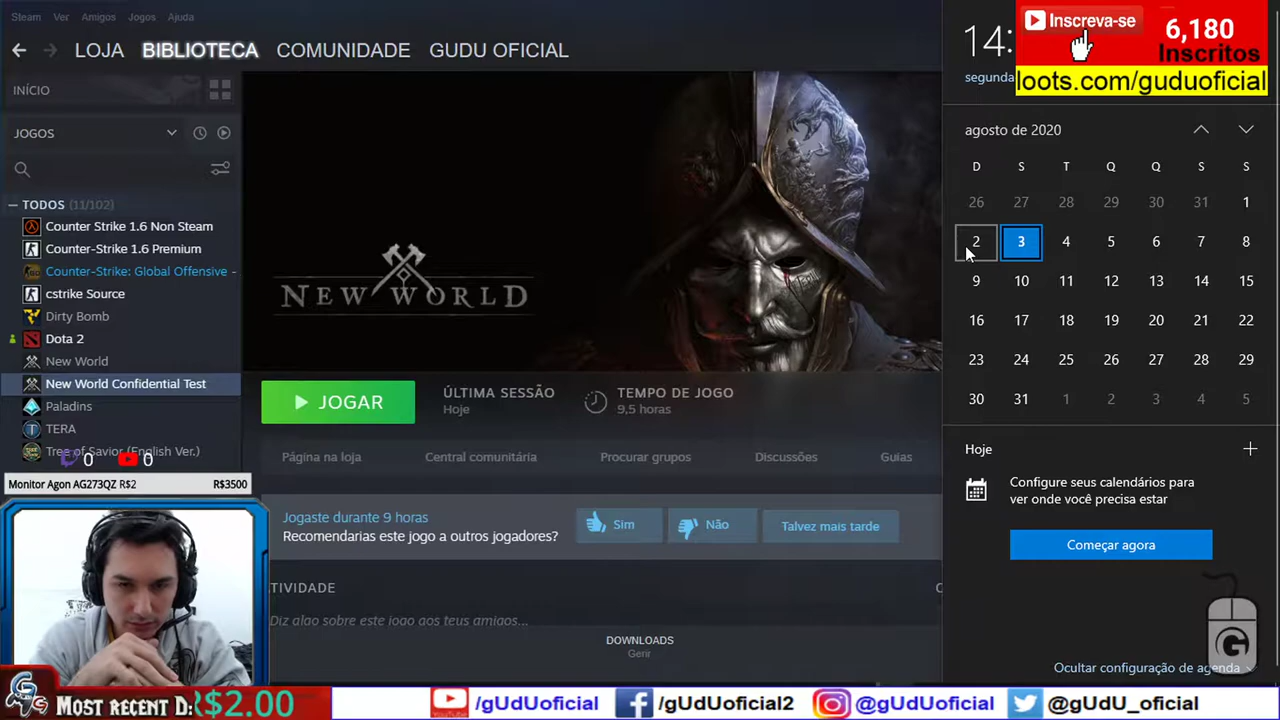 Steam Ver Amigos Jogos Ajuda
LOJA BIBLIOTECA COMUNIDADE GUDU OFICIAL
INÍCIO
JOGOS
TODOS (11/102)
Counter Strike 1.6 Non Steam
Counter-Strike 1.6 Premium
Counter-Strike: Global Offensive -
cstrike Source
Dirty Bomb
Dota 2
New World
New World Confidential Test
Paladins
TERA
Tree of Savior (English Ver.)
0 0
Monitor Agon AG273QZ R$2 R$3500
NEW WORLD
JOGAR
ÚLTIMA SESSÃO
Hoje
TEMPO DE JOGO
9,5 horas
Página na loja Central comunitária Procurar grupos Discussões Guias
Jogaste durante 9 horas
Recomendarias este jogo a outros jogadores?
Sim Não Talvez mais tarde
ATIVIDADE
Diz algo sobre este jogo aos teus amigos...
DOWNLOADS
Gerir
14:
segunda
Inscreva-se
6,180
Inscritos
loots.com/guduoficial
agosto de 2020
D S T Q Q S S
26 27 28 29 30 31 1
2 3 4 5 6 7 8
9 10 11 12 13 14 15
16 17 18 19 20 21 22
23 24 25 26 27 28 29
30 31 1 2 3 4 5
Hoje
Configure seus calendários para
ver onde você precisa estar
Começar agora
Ocultar configuração de agenda
G
MOST RECENT D: R$2.00
/gUdUoficial /gUdUoficial2 @gUdUoficial @gUdU_oficial